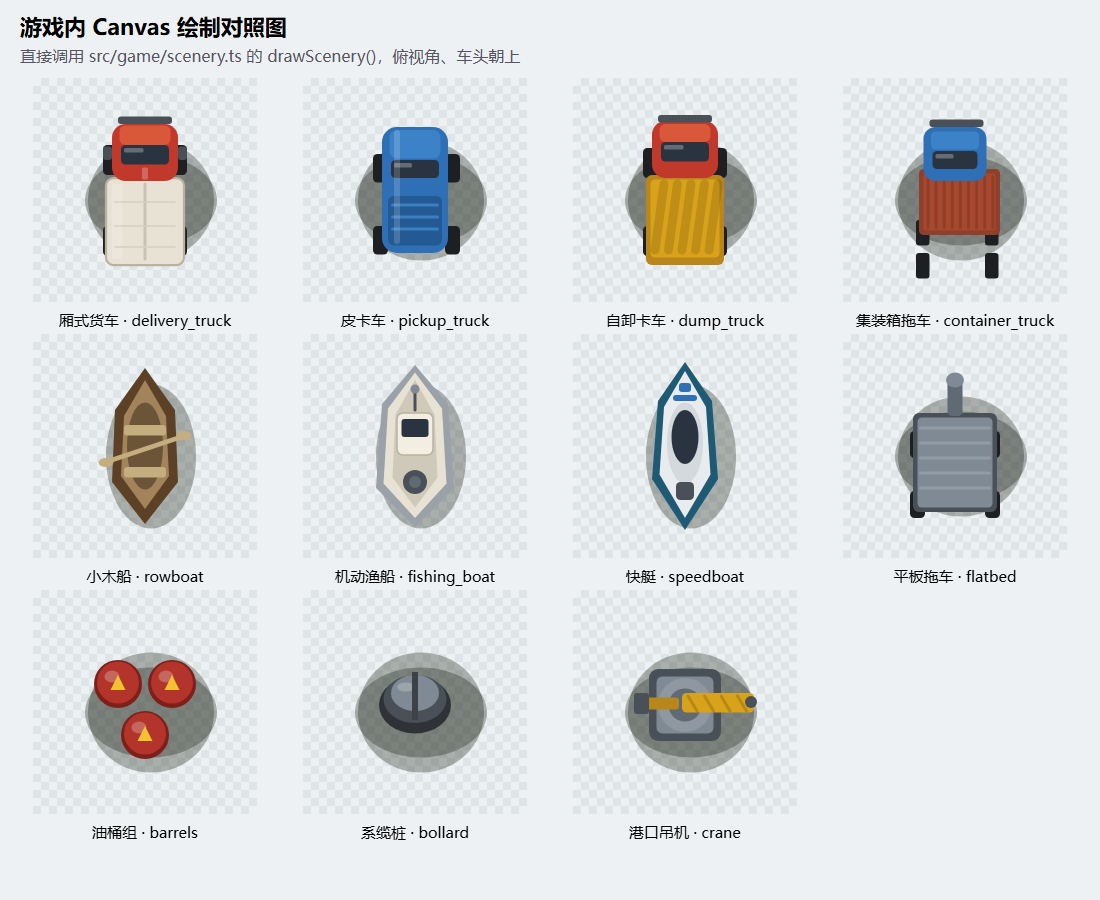 游戏内 Canvas 绘制对照图
直接调用 src/game/scenery.ts 的 drawScenery()，俯视角、车头朝上
厢式货车 · delivery_truck
皮卡车 · pickup_truck
自卸卡车 · dump_truck
集装箱拖车 · container_truck
小木船 · rowboat
机动渔船 · fishing_boat
快艇 · speedboat
平板拖车 · flatbed
油桶组 · barrels
系缆桩 · bollard
港口吊机 · crane